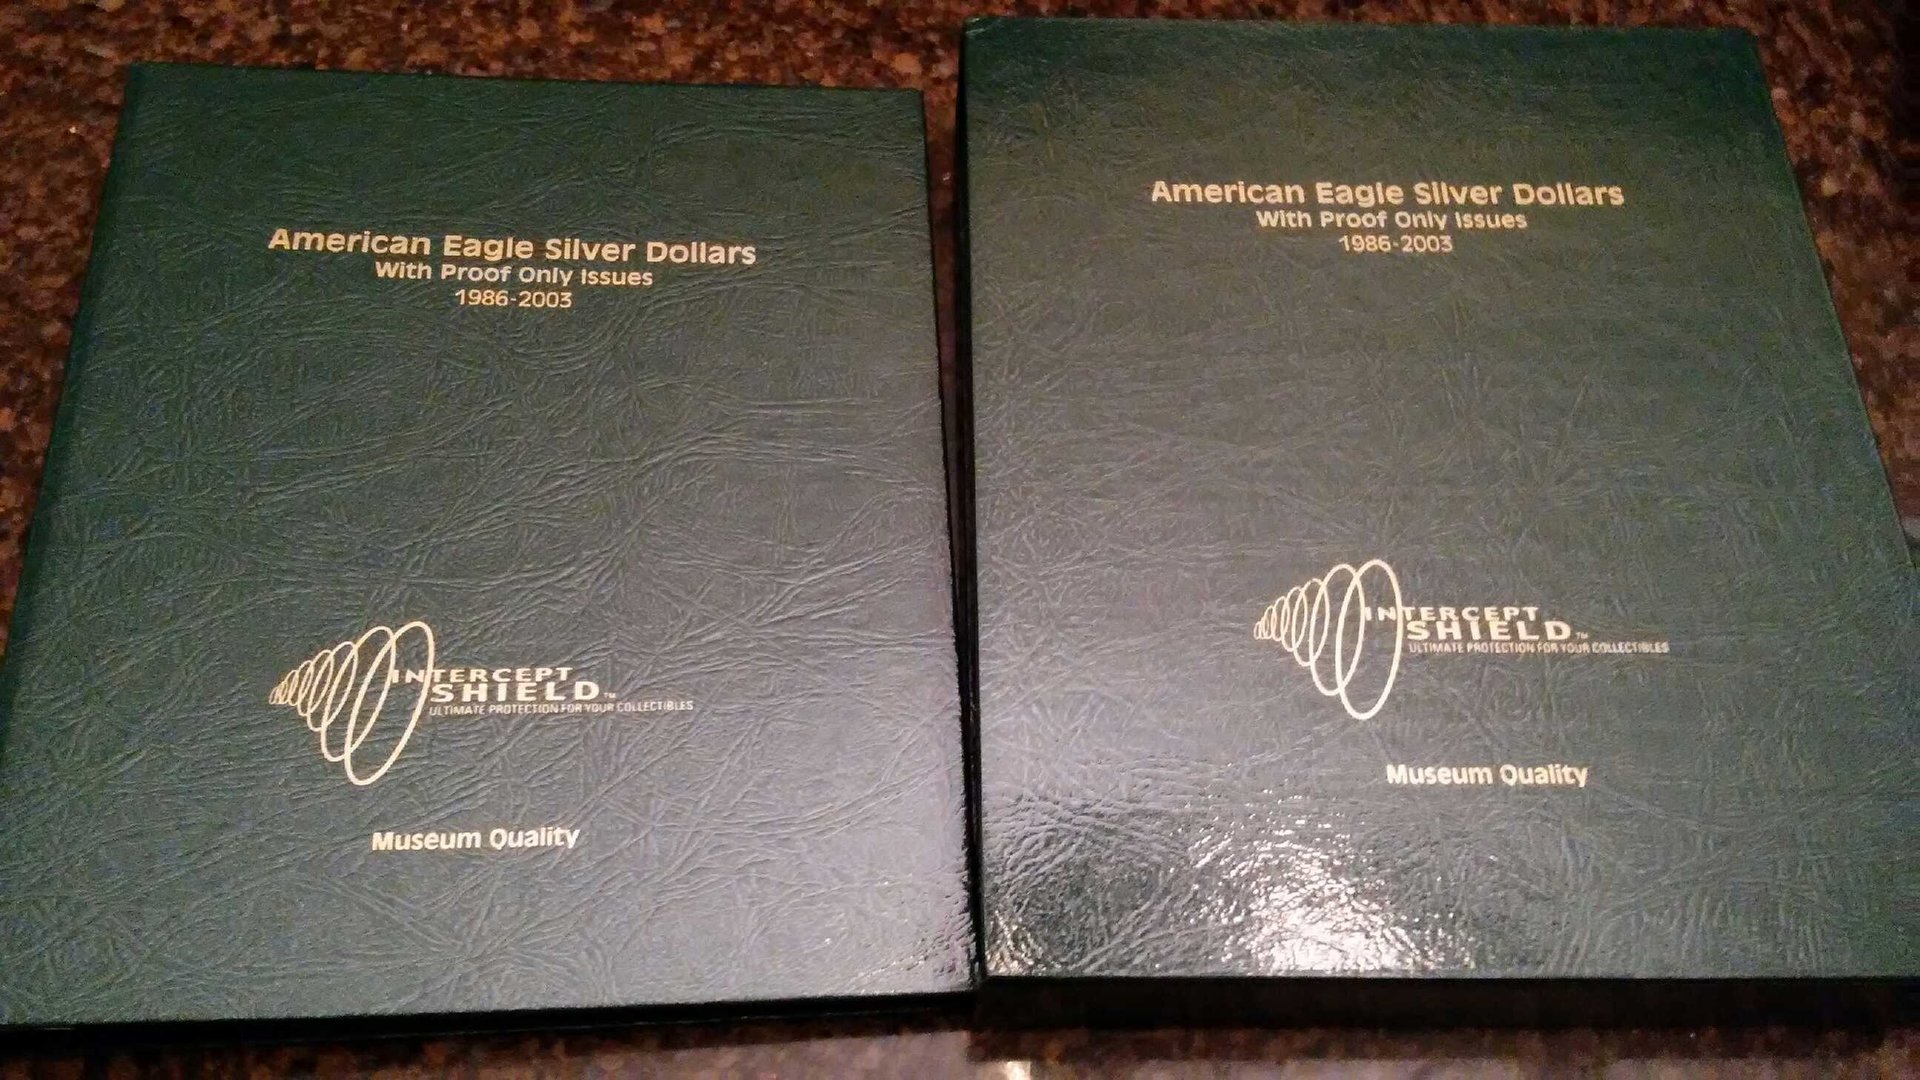 American Eagle Silver Dollars
With Proof Only Issues
1986-2003
INTERCEPT
SHIELD™
ULTIMATE PROTECTION FOR YOUR COLLECTIBLES
Museum Quality
American Eagle Silver Dollars
With Proof Only Issues
1986-2003
INTERCEPT
SHIELD™
ULTIMATE PROTECTION FOR YOUR COLLECTIBLES
Museum Quality